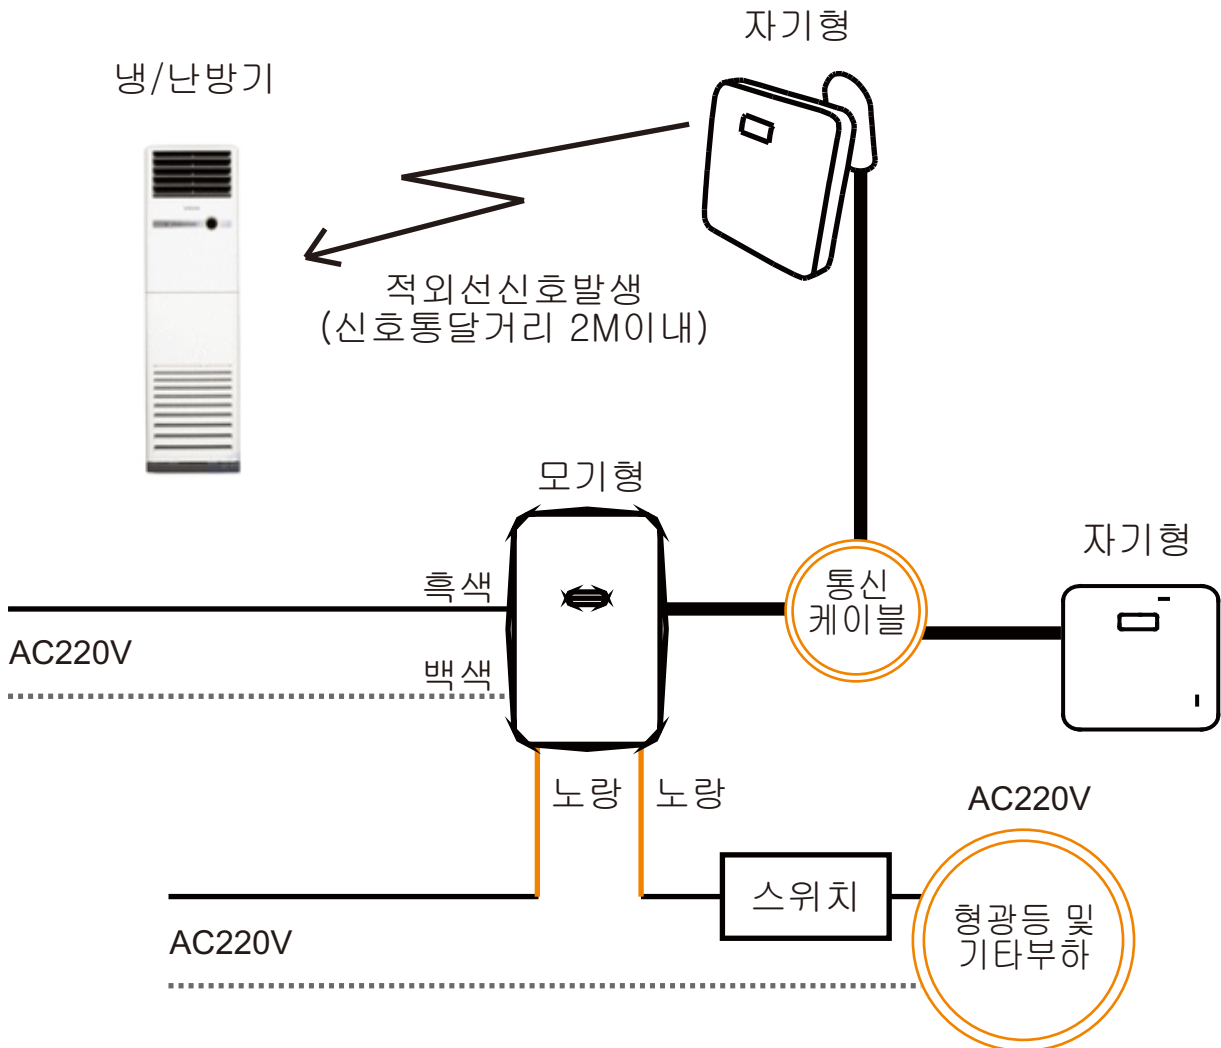 자기형
냉/난방기
적외선신호발생
(신호통달거리 2M이내)
모기형
자기형
흑색
통신
케이블
AC220V
백색
노랑
노랑
AC220V
스위치
형광등 및
기타부하
AC220V